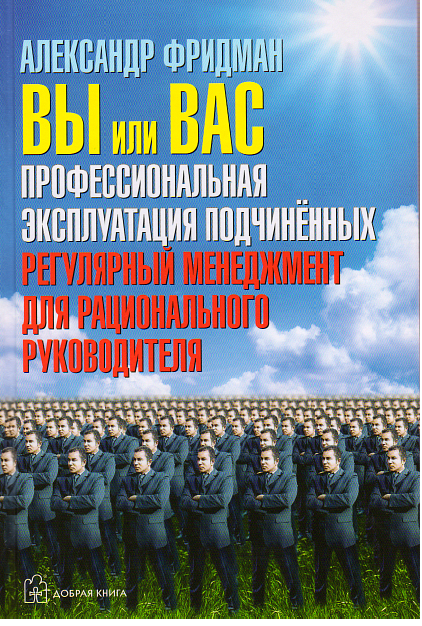 АЛЕКСАНДР ФРИДМАН
ВЫ ИЛИ ВАС
ПРОФЕССИОНАЛЬНАЯ
ЭКСПЛУАТАЦИЯ ПОДЧИНЁННЫХ
РЕГУЛЯРНЫЙ МЕНЕДЖМЕНТ
ДЛЯ РАЦИОНАЛЬНОГО
РУКОВОДИТЕЛЯ
ДОБРАЯ КНИГА